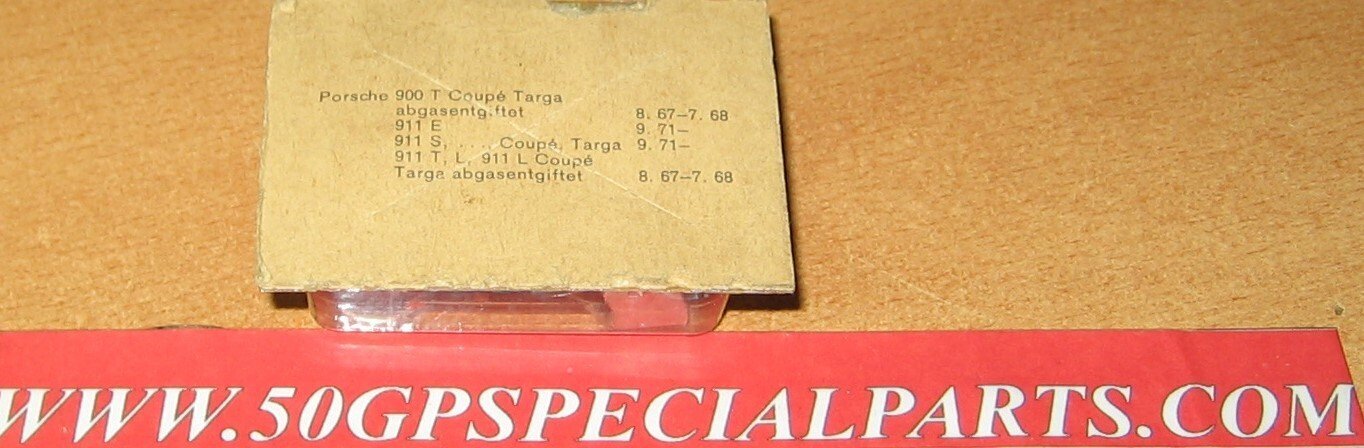 Porsche 900 T Coupé Targa
abgasentgiftet 8. 67–7. 68
911 E 9. 71–
911 S, . . . . Coupé, Targa 9. 71–
911 T, L, 911 L Coupé
Targa abgasentgiftet 8. 67–7. 68
WWW.50GPSPECIALPARTS.COM